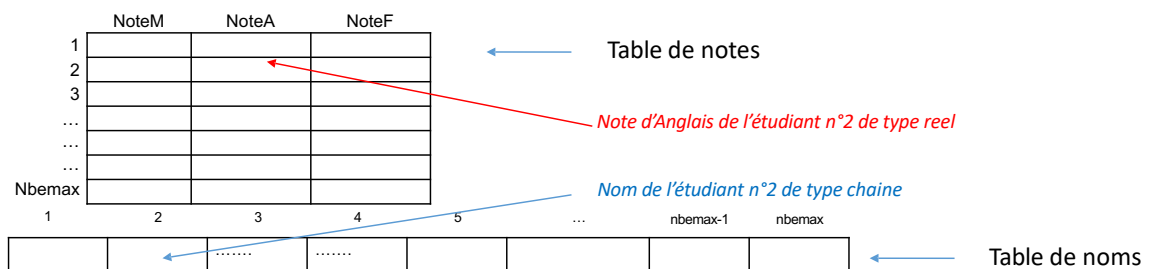 NoteM NoteA NoteF
1
Table de notes
2
3
Note d'Anglais de l'étudiant n°2 de type reel
…
…
…
Nbemax
Nom de l'étudiant n°2 de type chaine
1 2 3 4 5 … nbemax-1 nbemax
……. …….
Table de noms